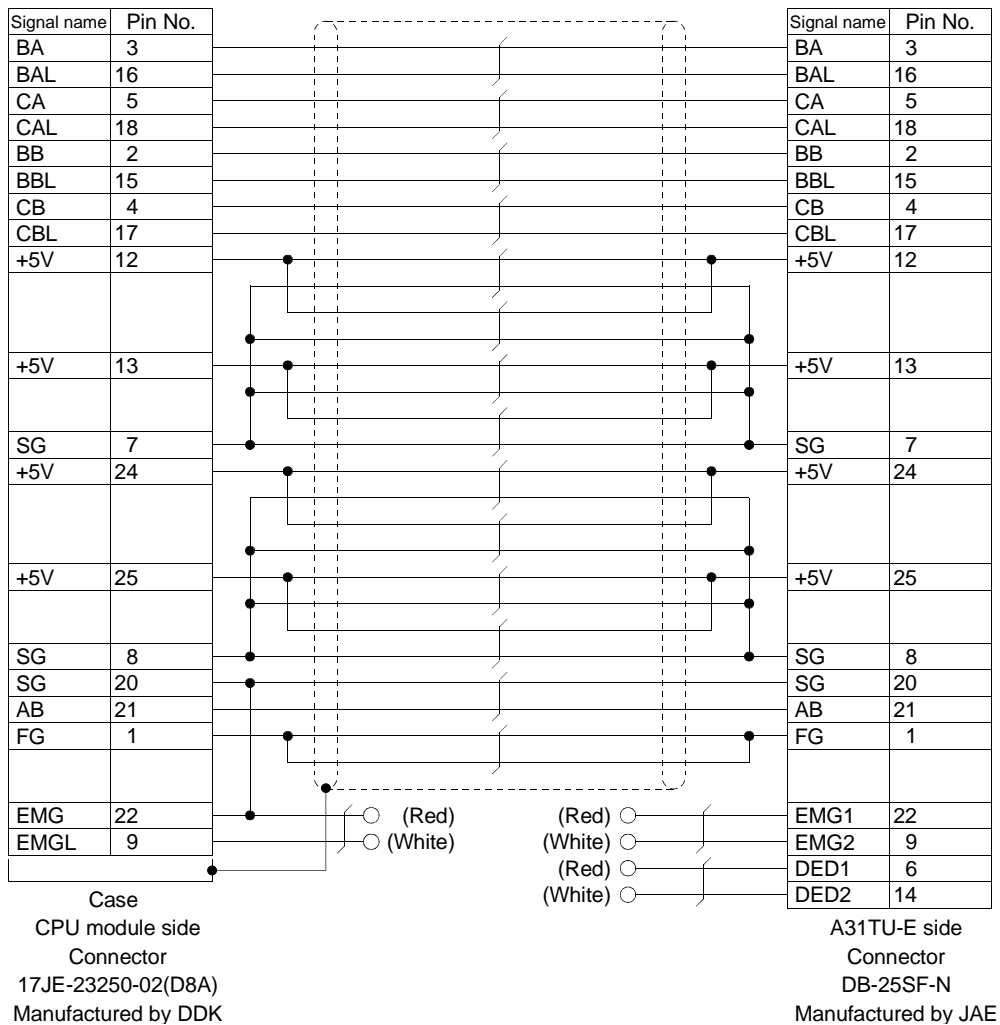 Signal name Pin No. Signal name Pin No.
BA 3 BA 3
BAL 16 BAL 16
CA 5 CA 5
CAL 18 CAL 18
BB 2 BB 2
BBL 15 BBL 15
CB 4 CB 4
CBL 17 CBL 17
+5V 12 +5V 12
+5V 13 +5V 13
SG 7 SG 7
+5V 24 +5V 24
+5V 25 +5V 25
SG 8 SG 8
SG 20 SG 20
AB 21 AB 21
FG 1 FG 1
EMG 22 (Red) (Red) EMG1 22
EMGL 9 (White) (White) EMG2 9
(Red) DED1 6
(White) DED2 14
Case
CPU module side A31TU-E side
Connector Connector
17JE-23250-02(D8A) DB-25SF-N
Manufactured by DDK Manufactured by JAE